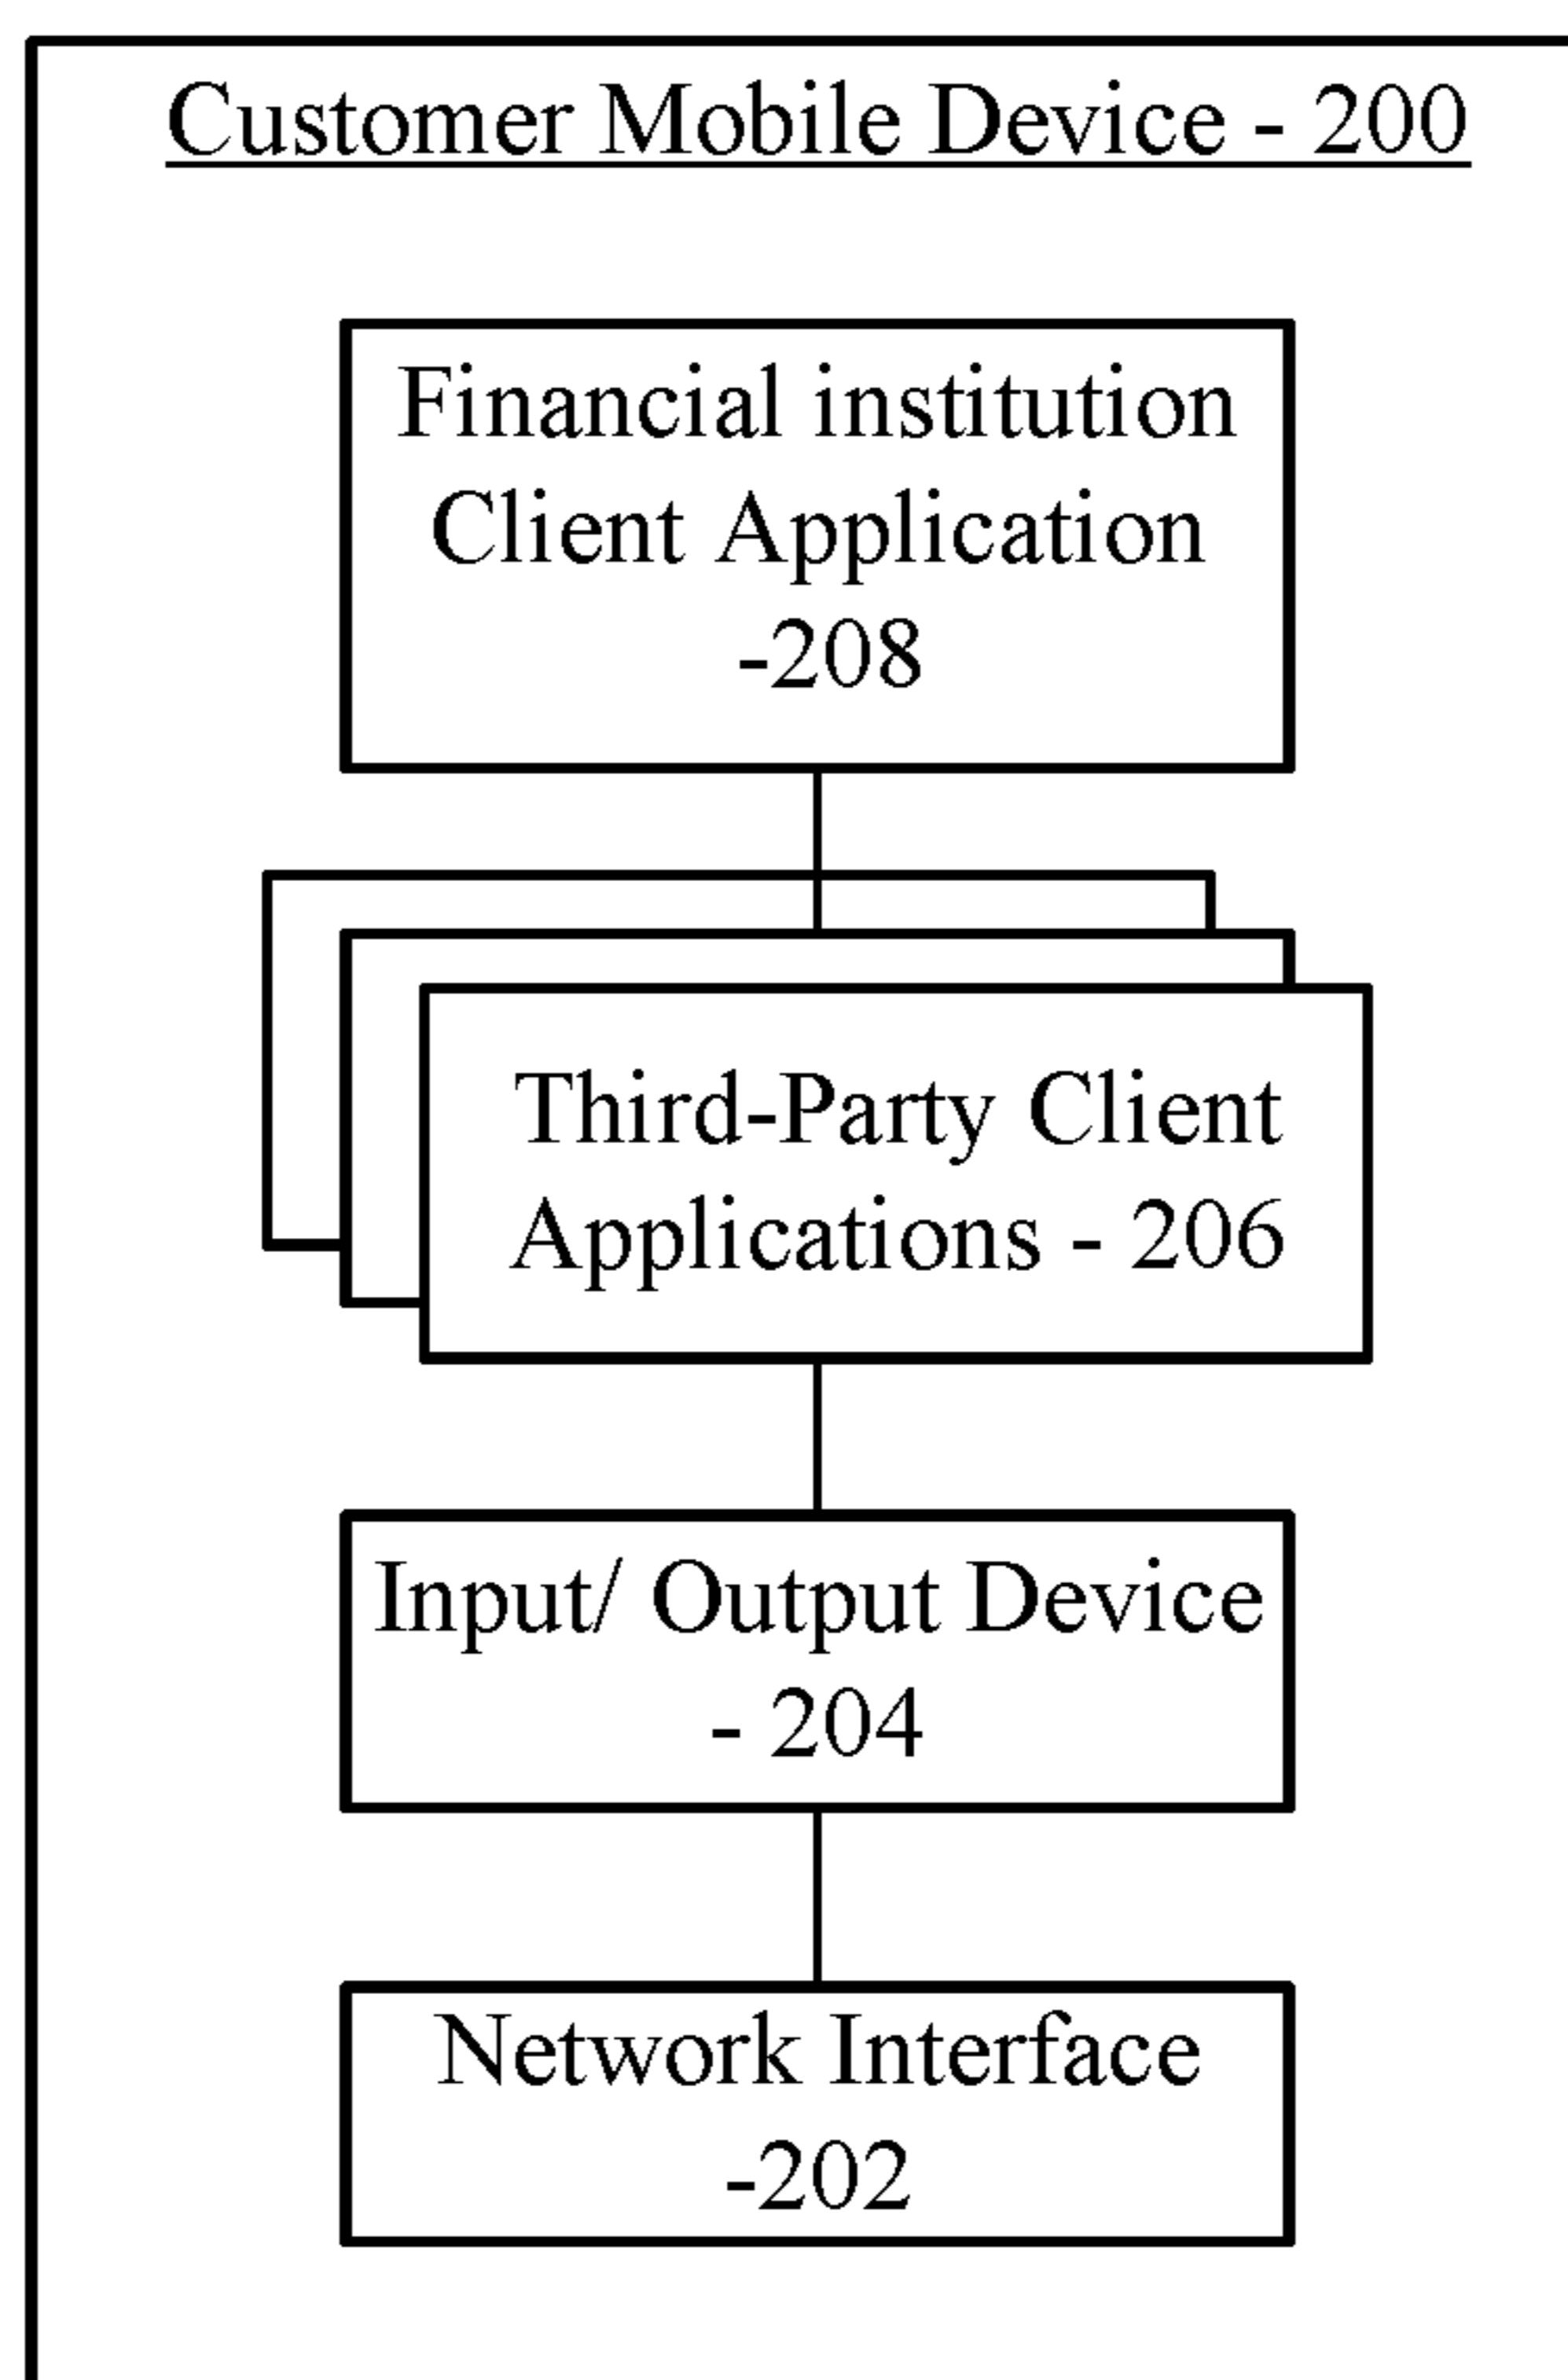 Customer Mobile Device - 200
Financial institution
Client Application
-208
Third-Party Client
Applications - 206
Input/ Output Device
- 204
Network Interface
-202